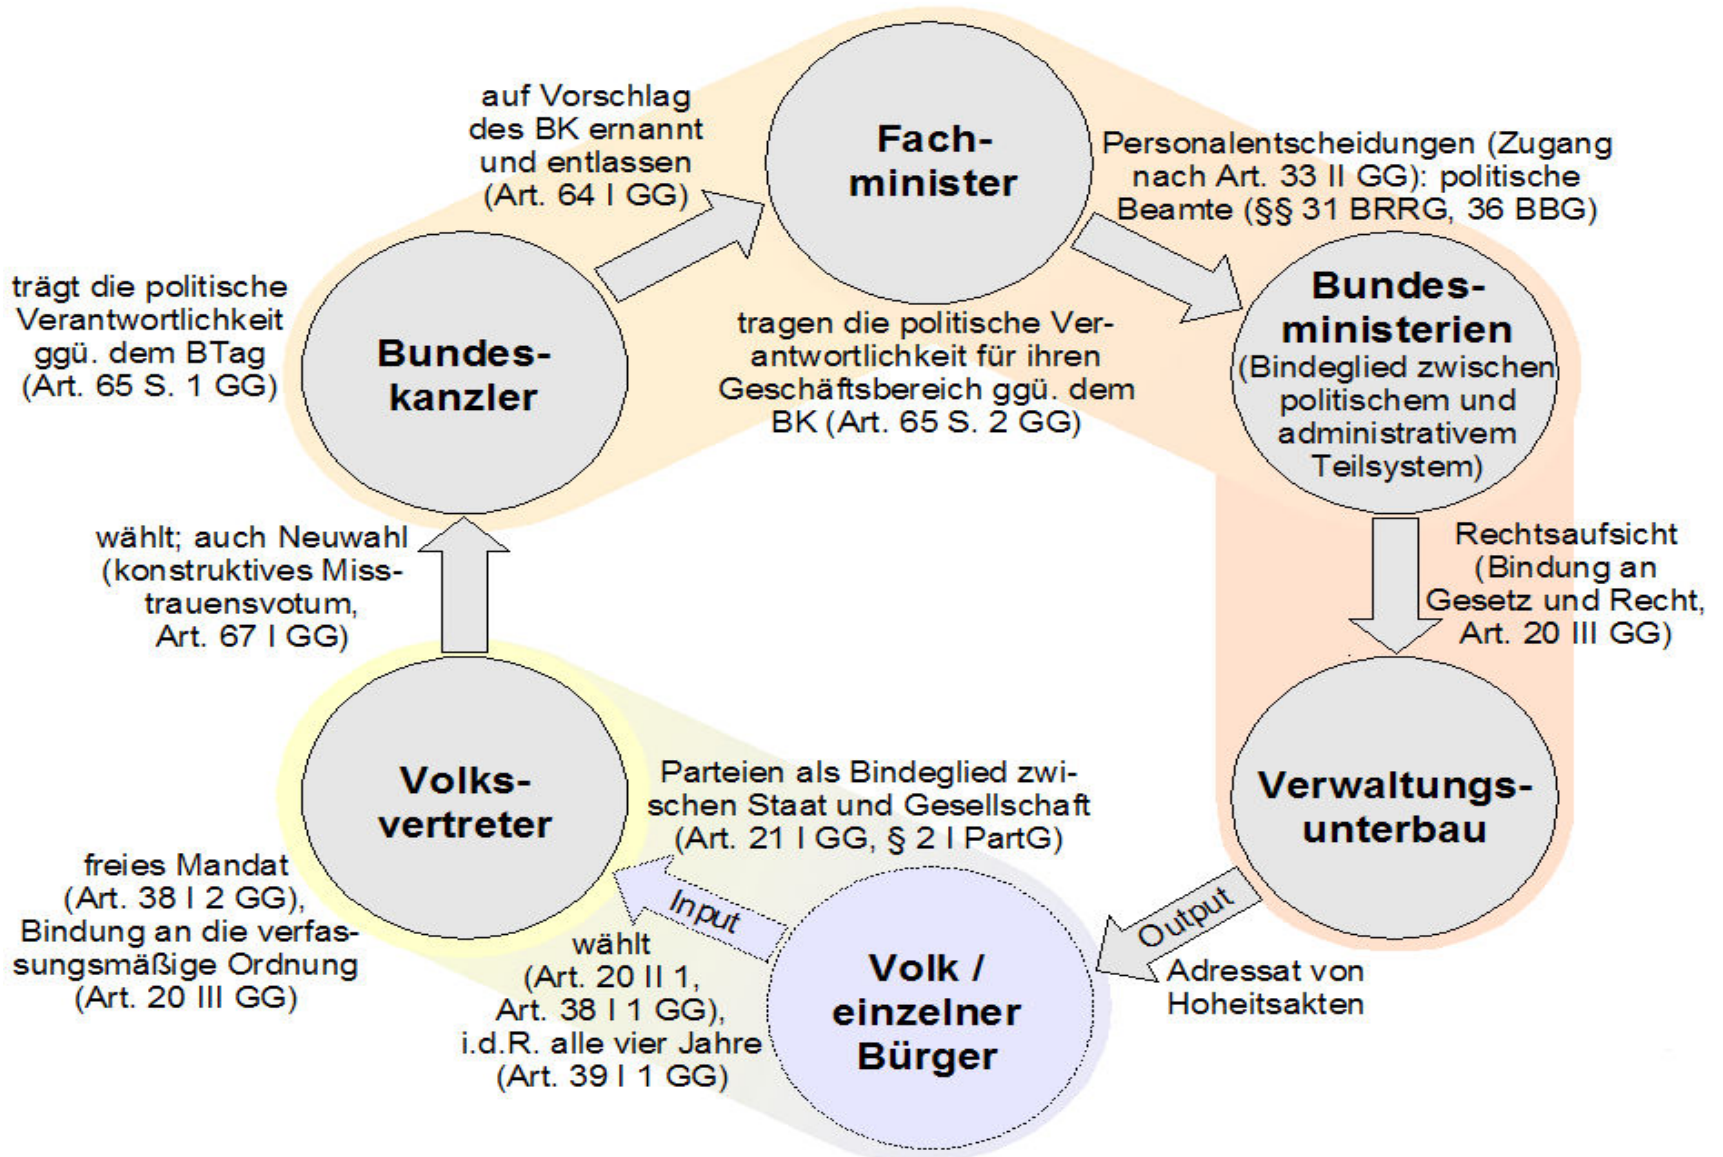 auf Vorschlag
des BK ernannt
und entlassen
(Art. 64 I GG)
Fach-
minister
Personalentscheidungen (Zugang
nach Art. 33 II GG): politische
Beamte (§§ 31 BRRG, 36 BBG)
trägt die politische
Verantwortlichkeit
ggü. dem BTag
(Art. 65 S. 1 GG)
Bundes-
kanzler
tragen die politische Ver-
antwortlichkeit für ihren
Geschäftsbereich ggü. dem
BK (Art. 65 S. 2 GG)
Bundes-
ministerien
(Bindeglied zwischen
politischem und
administrativem
Teilsystem)
wählt; auch Neuwahl
(konstruktives Miss-
trauensvotum,
Art. 67 I GG)
Rechtsaufsicht
(Bindung an
Gesetz und Recht,
Art. 20 III GG)
Volks-
vertreter
Parteien als Bindeglied zwi-
schen Staat und Gesellschaft
(Art. 21 I GG, § 2 I PartG)
Verwaltungs-
unterbau
freies Mandat
(Art. 38 I 2 GG),
Bindung an die verfas-
sungsmäßige Ordnung
(Art. 20 III GG)
Input
wählt
(Art. 20 II 1,
Art. 38 I 1 GG),
i.d.R. alle vier Jahre
(Art. 39 I 1 GG)
Volk /
einzelner
Bürger
Output
Adressat von
Hoheitsakten